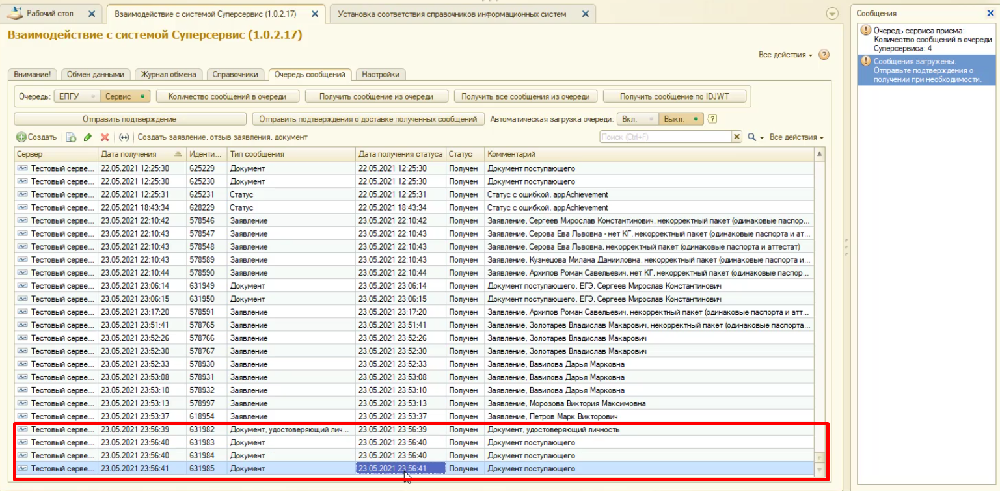 Рабочий стол
Взаимодействие с системой Суперсервис (1.0.2.17)
Установка соответствия справочников информационных систем
Взаимодействие с системой Суперсервис (1.0.2.17)
Все действия
Внимание!
Обмен данными
Журнал обмена
Справочники
Очередь сообщений
Настройки
Очередь: ЕПГУ Сервис
Количество сообщений в очереди
Получить сообщение из очереди
Получить все сообщения из очереди
Получить сообщение по IDJWT
Отправить подтверждение
Отправить подтверждения о доставке полученных сообщений
Автоматическая загрузка очереди: Вкл. Выкл. ?
Создать
Создать заявление, отзыв заявления, документ
Поиск (Ctrl+F)
Все действия
Сервер Дата получения Иденти... Тип сообщения Дата получения статуса Статус Комментарий
Тестовый серве... 22.05.2021 12:25:30 625229 Документ 22.05.2021 12:25:30 Получен Документ поступающего
Тестовый серве... 22.05.2021 12:25:30 625230 Документ 22.05.2021 12:25:30 Получен Документ поступающего
Тестовый серве... 22.05.2021 12:25:31 625231 Статус 22.05.2021 12:25:31 Получен Статус с ошибкой. appAchievement
Тестовый серве... 22.05.2021 18:43:34 628229 Статус 22.05.2021 18:43:34 Получен Статус с ошибкой. appAchievement
Тестовый серве... 23.05.2021 22:10:42 578546 Заявление 23.05.2021 22:10:42 Получен Заявление, Сергеев Мирослав Константинович, некорректный пакет (одинаковые паспор...
Тестовый серве... 23.05.2021 22:10:43 578547 Заявление 23.05.2021 22:10:43 Получен Заявление, Серова Ева Львовна - нет КГ, некорректный пакет (одинаковые паспорта и ат...
Тестовый серве... 23.05.2021 22:10:43 578548 Заявление 23.05.2021 22:10:43 Получен Заявление, Серова Ева Львовна, некорректный пакет (одинаковые паспорта и аттестат)
Тестовый серве... 23.05.2021 22:10:43 578589 Заявление 23.05.2021 22:10:43 Получен Заявление, Кузнецова Милана Данииловна, некорректный пакет (одинаковые паспорта и...
Тестовый серве... 23.05.2021 22:10:44 578590 Заявление 23.05.2021 22:10:44 Получен Заявление, Архипов Роман Савельевич, нет КГ, некорректный пакет (одинаковые паспор...
Тестовый серве... 23.05.2021 23:06:14 631949 Документ 23.05.2021 23:06:14 Получен Документ поступающего, ЕГЭ, Сергеев Мирослав Константинович
Тестовый серве... 23.05.2021 23:06:15 631950 Документ 23.05.2021 23:06:15 Получен Документ поступающего, ЕГЭ, Сергеев Мирослав Константинович
Тестовый серве... 23.05.2021 23:17:20 578591 Заявление 23.05.2021 23:17:20 Получен Заявление, Архипов Роман Савельевич, некорректный пакет (одинаковые паспорта и атт...
Тестовый серве... 23.05.2021 23:51:41 578765 Заявление 23.05.2021 23:51:41 Получен Заявление, Золотарев Владислав Макарович, некорректный пакет (одинаковые паспорта...
Тестовый серве... 23.05.2021 23:52:26 578766 Заявление 23.05.2021 23:52:26 Получен Заявление, Золотарев Владислав Макарович
Тестовый серве... 23.05.2021 23:52:30 578767 Заявление 23.05.2021 23:52:30 Получен Заявление, Золотарев Владислав Макарович
Тестовый серве... 23.05.2021 23:52:33 578930 Заявление 23.05.2021 23:52:33 Получен Заявление, Вавилова Дарья Марковна
Тестовый серве... 23.05.2021 23:53:08 578931 Заявление 23.05.2021 23:53:08 Получен Заявление, Вавилова Дарья Марковна
Тестовый серве... 23.05.2021 23:53:10 578932 Заявление 23.05.2021 23:53:10 Получен Заявление, Вавилова Дарья Марковна
Тестовый серве... 23.05.2021 23:53:13 578997 Заявление 23.05.2021 23:53:13 Получен Заявление, Морозова Виктория Максимовна
Тестовый серве... 23.05.2021 23:53:37 618954 Заявление 23.05.2021 23:53:37 Получен Заявление, Петров Марк Викторович
Тестовый серве... 23.05.2021 23:56:39 631982 Документ, удостоверяющий лич... 23.05.2021 23:56:39 Получен Документ, удостоверяющий личность
Тестовый серве... 23.05.2021 23:56:40 631983 Документ 23.05.2021 23:56:40 Получен Документ поступающего
Тестовый серве... 23.05.2021 23:56:40 631984 Документ 23.05.2021 23:56:40 Получен Документ поступающего
Тестовый серве... 23.05.2021 23:56:41 631985 Документ 23.05.2021 23:56:41 Получен Документ поступающего
Сообщения
Очередь сервиса приема:
Количество сообщений в очереди
Суперсервиса: 4
Сообщения загружены.
Отправьте подтверждения о
получении при необходимости.